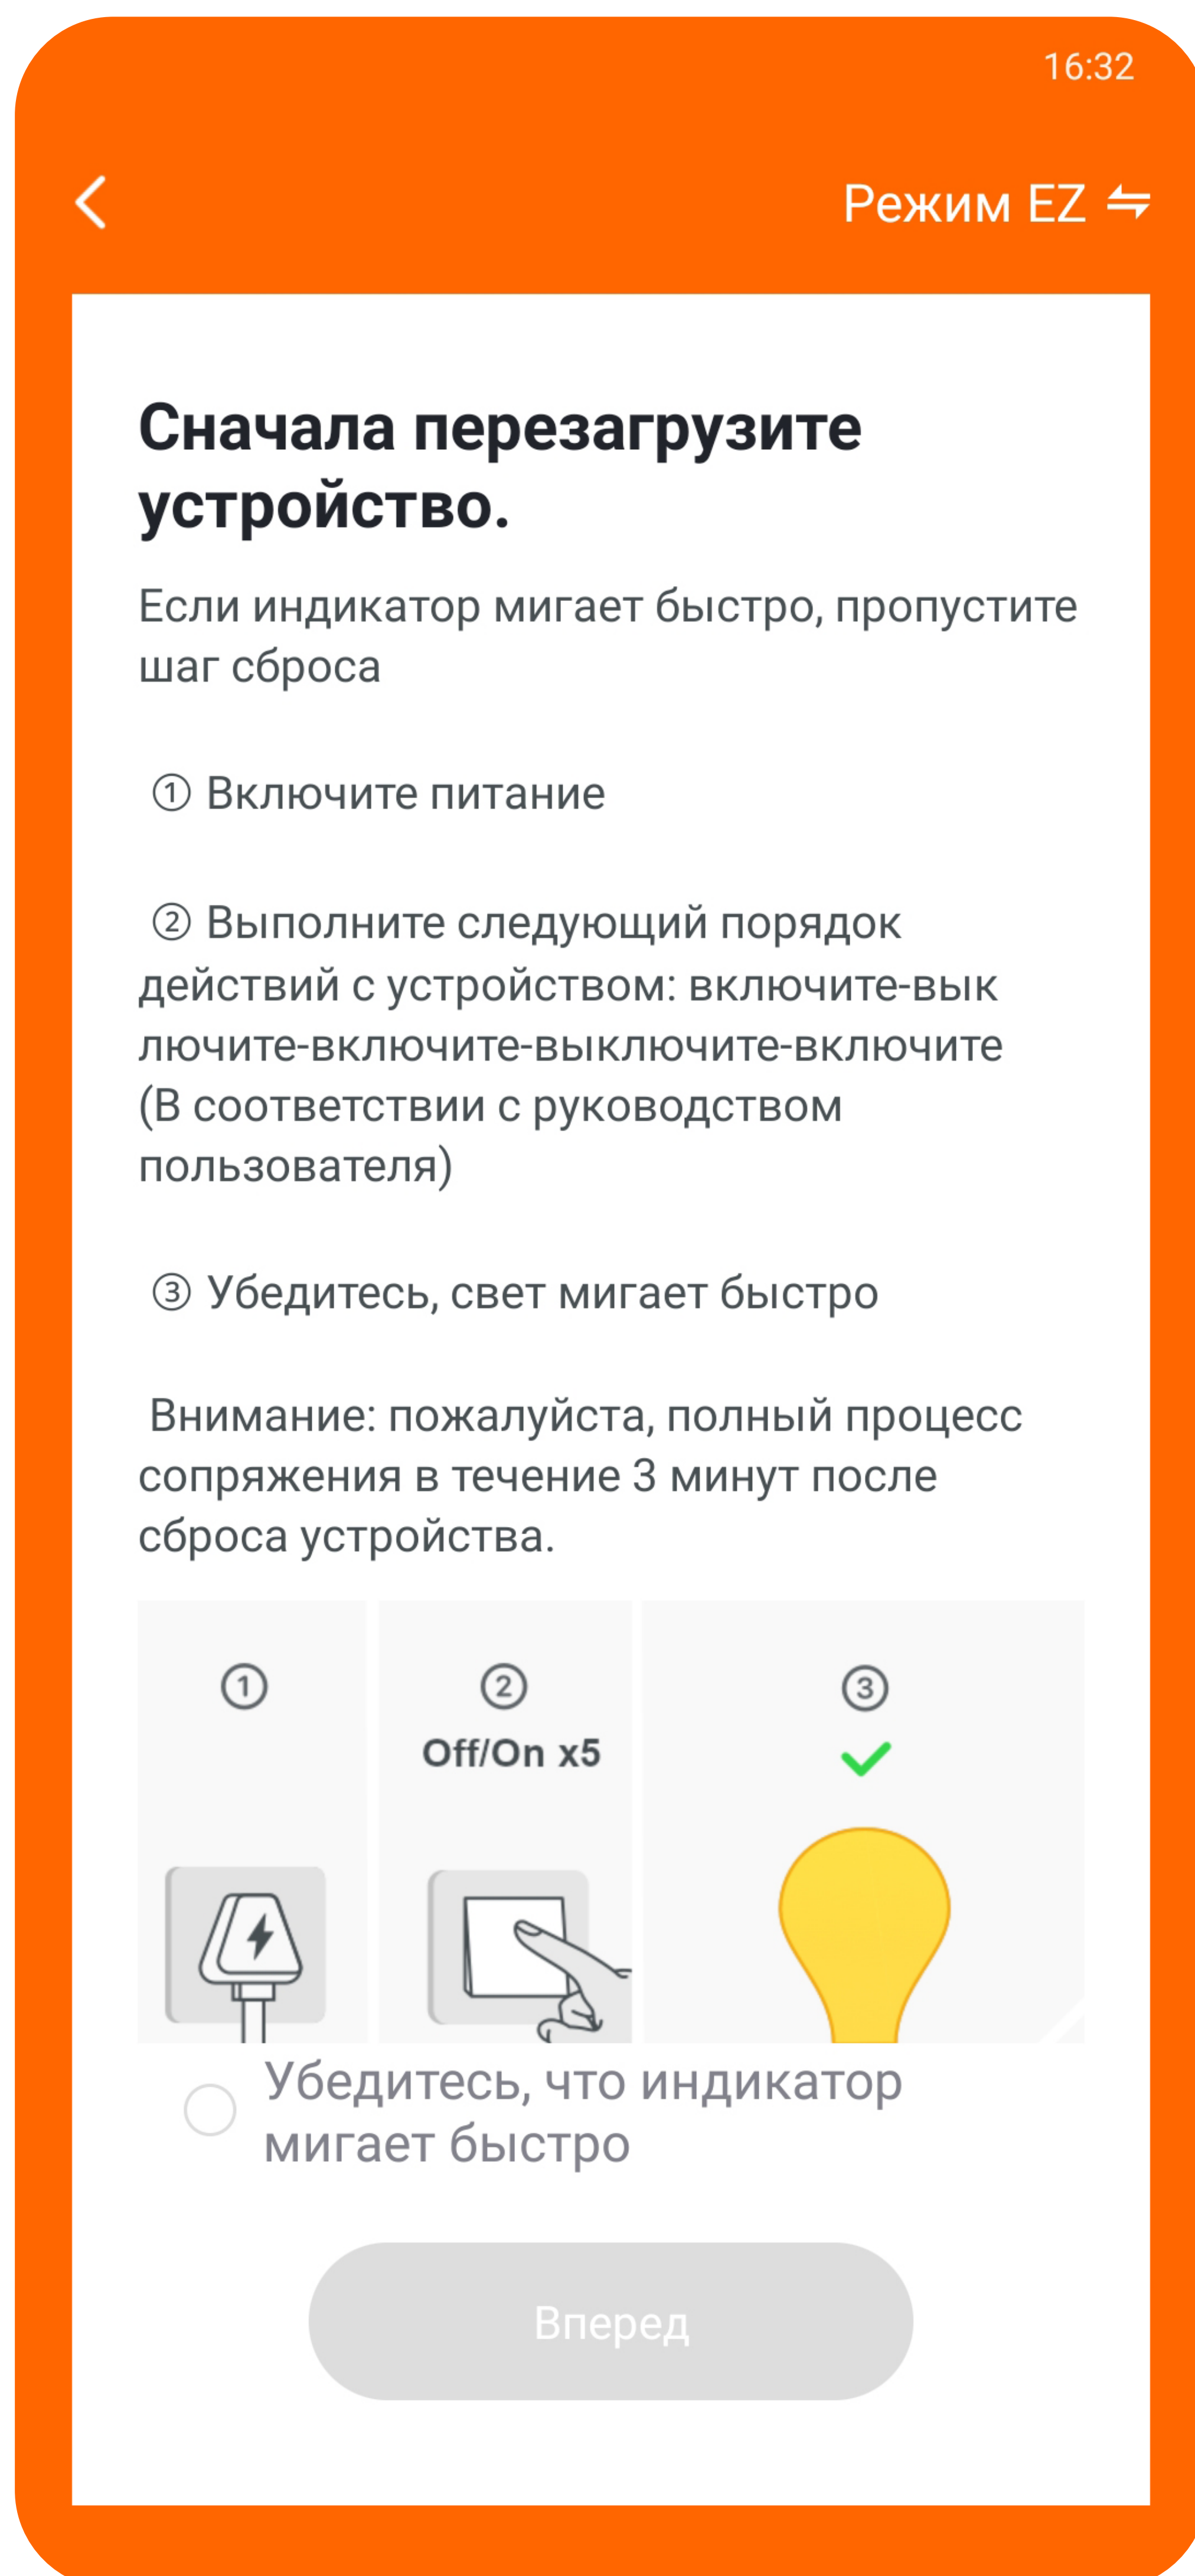 16:32
Режим EZ
Сначала перезагрузите
устройство.
Если индикатор мигает быстро, пропустите
шаг сброса
① Включите питание
② Выполните следующий порядок
действий с устройством: включите-вык
лючите-включите-выключите-включите
(В соответствии с руководством
пользователя)
③ Убедитесь, свет мигает быстро
Внимание: пожалуйста, полный процесс
сопряжения в течение 3 минут после
сброса устройства.
① ② ③
Off/On x5
Убедитесь, что индикатор
мигает быстро
Вперед